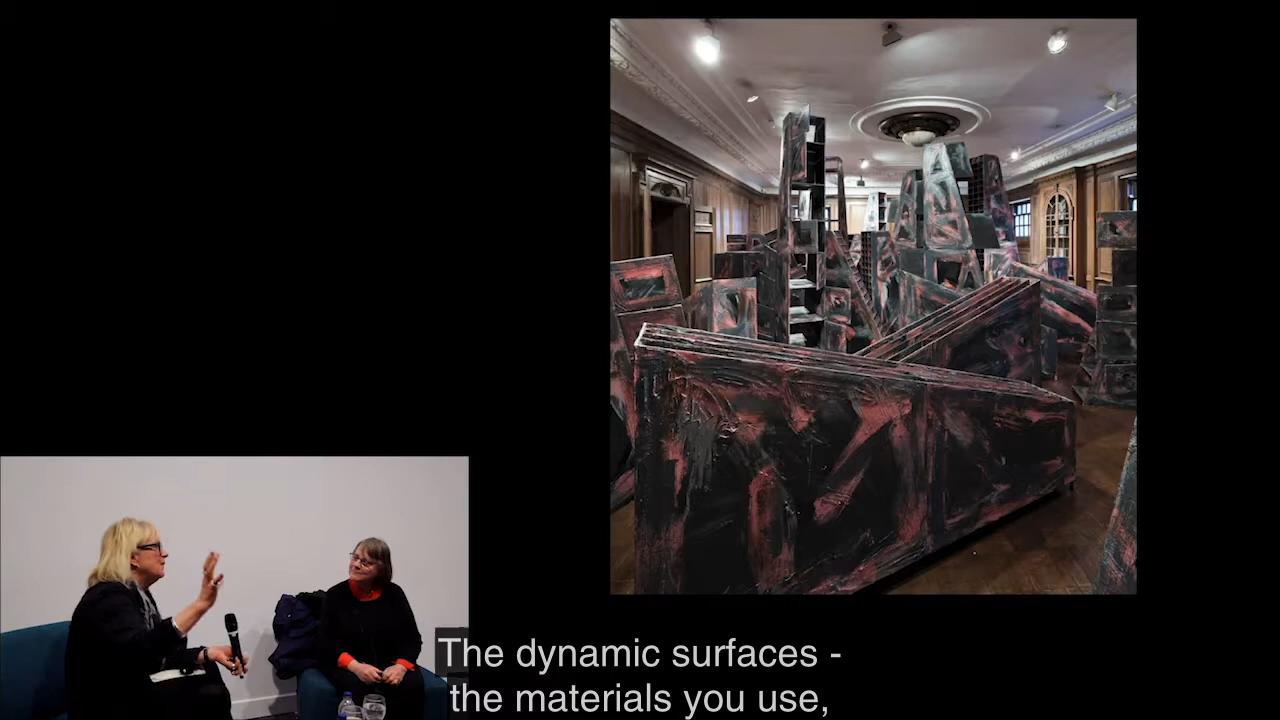 The dynamic surfaces -
the materials you use,